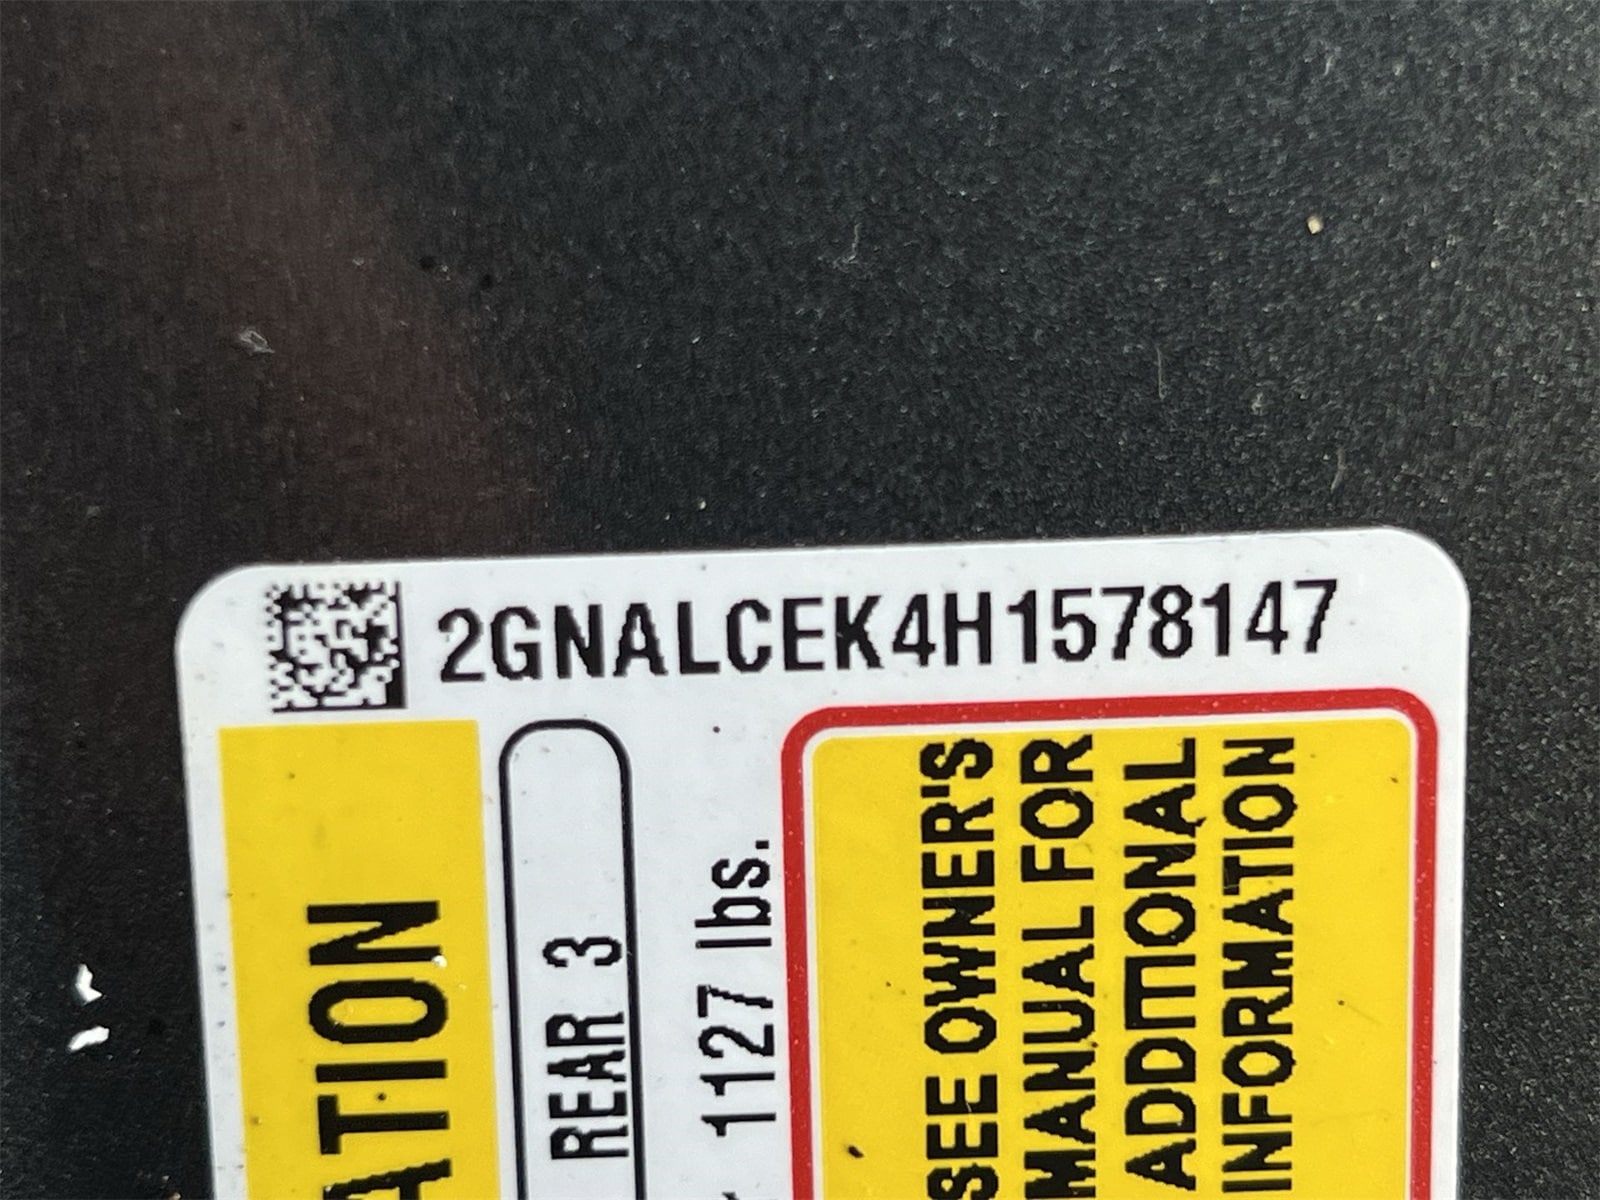 2GNALCEK4H1578147
ATION
REAR 3
1127 lbs.
SEE OWNER'S
MANUAL FOR
ADDITIONAL
INFORMATION